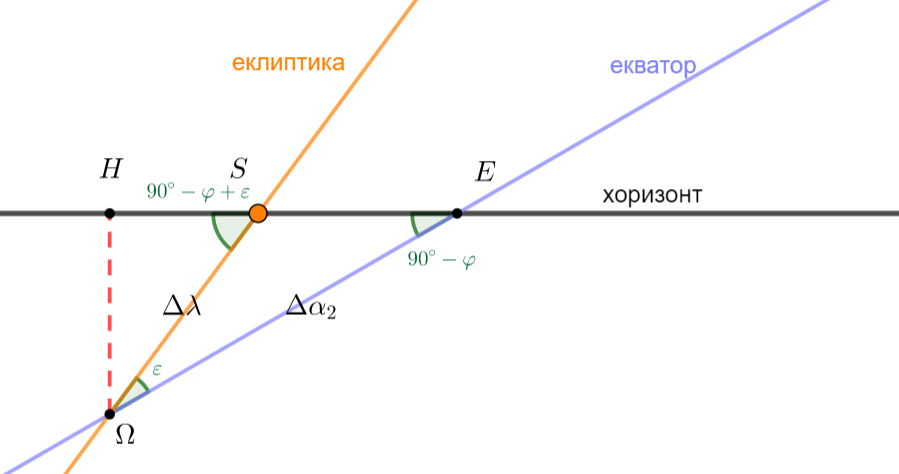 еклиптика
екватор
H
S
E
90° − φ + ε
хоризонт
90° − φ
Δλ
Δα₂
ε
Ω